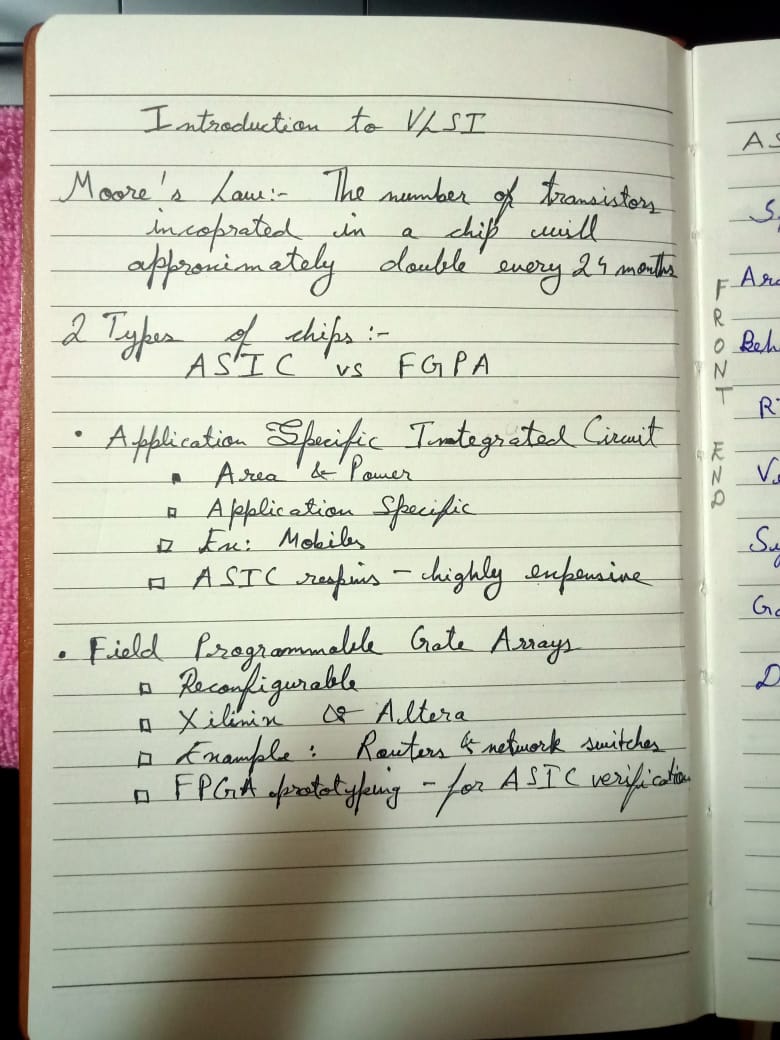 Introduction to VLSI
Moore's Law:- The number of transistors
incoprated in a chip will
approximately double every 24 months
2 Types of chips :-
ASIC vs FGPA
• Application Specific Integrated Circuit
▪ Area & Power
▫ Application Specific
▫ Ex: Mobiles
▫ ASIC respins - highly expensive
• Field Programmable Gate Arrays
▫ Reconfigurable
▫ Xilinix & Altera
▫ Example : Routers & network switches
▫ FPGA prototyping - for ASIC verification
FRONT END
AS
S
Arc
Beh
R
V
Sy
Ga
D